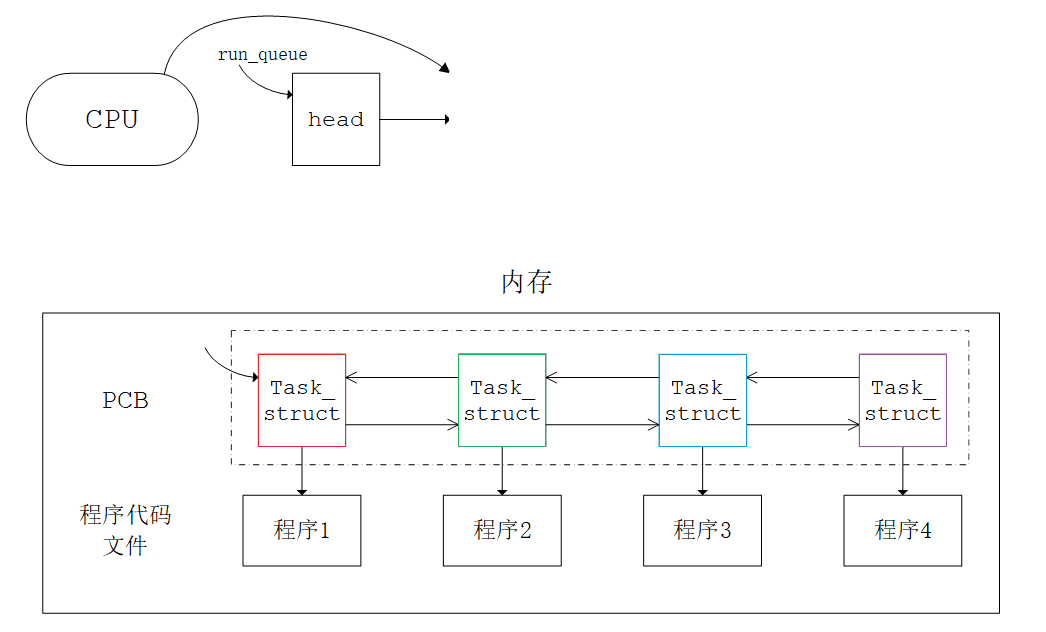 run_queue
CPU
head
内存
PCB
Task_
struct
Task_
struct
Task_
struct
Task_
struct
程序代码
文件
程序1
程序2
程序3
程序4